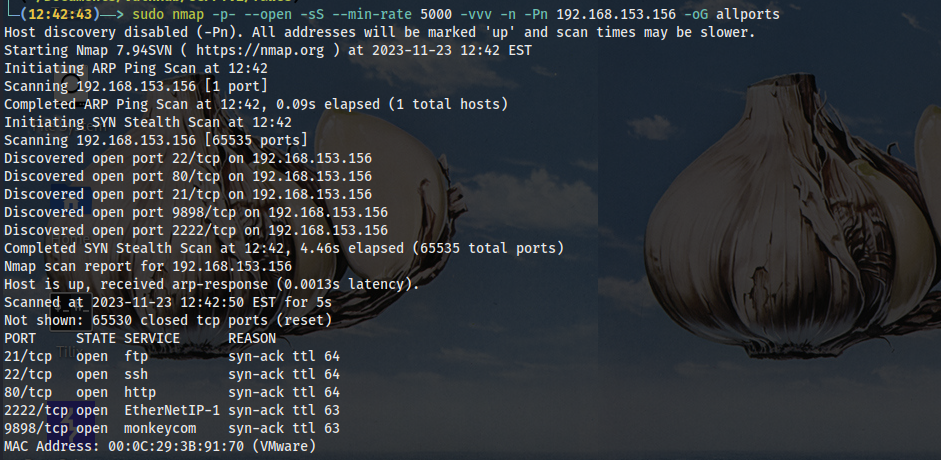 (12:42:43)——> sudo nmap -p- --open -sS --min-rate 5000 -vvv -n -Pn 192.168.153.156 -oG allports
Host discovery disabled (-Pn). All addresses will be marked 'up' and scan times may be slower.
Starting Nmap 7.94SVN ( https://nmap.org ) at 2023-11-23 12:42 EST
Initiating ARP Ping Scan at 12:42
Scanning 192.168.153.156 [1 port]
Completed ARP Ping Scan at 12:42, 0.09s elapsed (1 total hosts)
Initiating SYN Stealth Scan at 12:42
Scanning 192.168.153.156 [65535 ports]
Discovered open port 22/tcp on 192.168.153.156
Discovered open port 80/tcp on 192.168.153.156
Discovered open port 21/tcp on 192.168.153.156
Discovered open port 9898/tcp on 192.168.153.156
Discovered open port 2222/tcp on 192.168.153.156
Completed SYN Stealth Scan at 12:42, 4.46s elapsed (65535 total ports)
Nmap scan report for 192.168.153.156
Host is up, received arp-response (0.0013s latency).
Scanned at 2023-11-23 12:42:50 EST for 5s
Not shown: 65530 closed tcp ports (reset)
PORT     STATE SERVICE      REASON
21/tcp   open  ftp          syn-ack ttl 64
22/tcp   open  ssh          syn-ack ttl 64
80/tcp   open  http         syn-ack ttl 64
2222/tcp open  EtherNetIP-1 syn-ack ttl 63
9898/tcp open  monkeycom    syn-ack ttl 63
MAC Address: 00:0C:29:3B:91:70 (VMware)